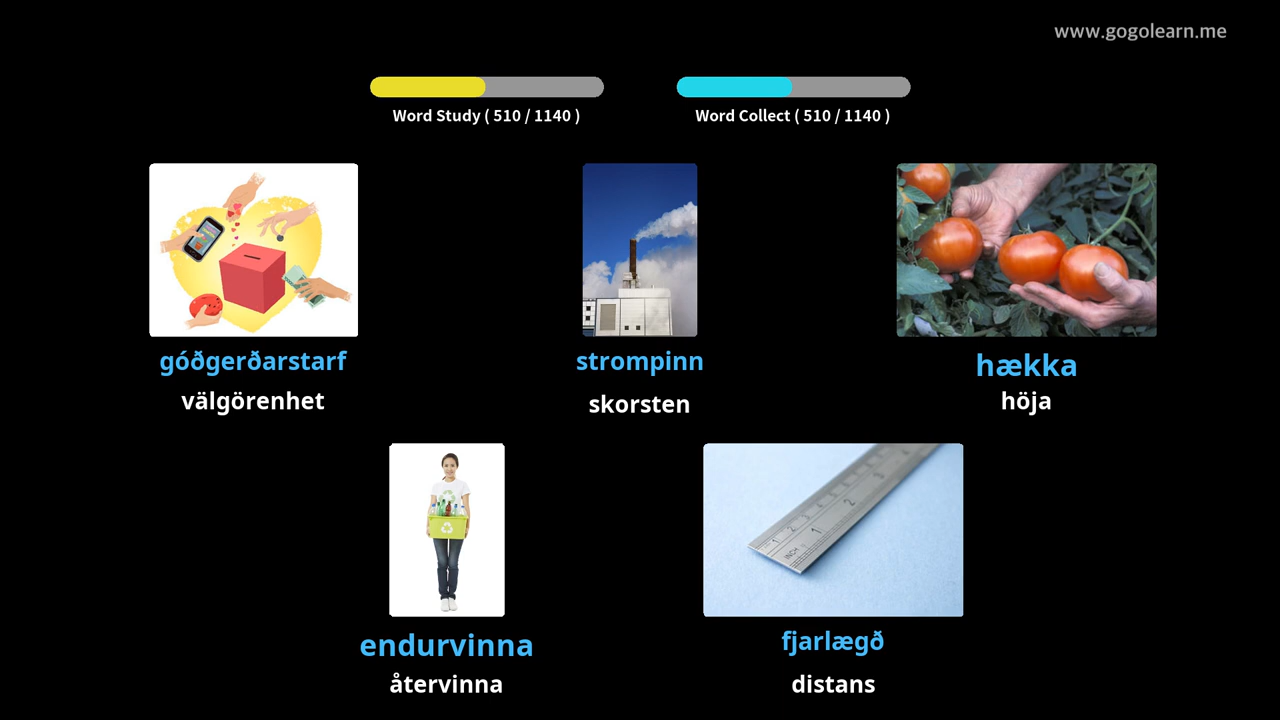 www.gogolearn.me
Word Study ( 510 / 1140 )
Word Collect ( 510 / 1140 )
góðgerðarstarf
välgörenhet
strompinn
skorsten
hækka
höja
endurvinna
återvinna
fjarlægð
distans